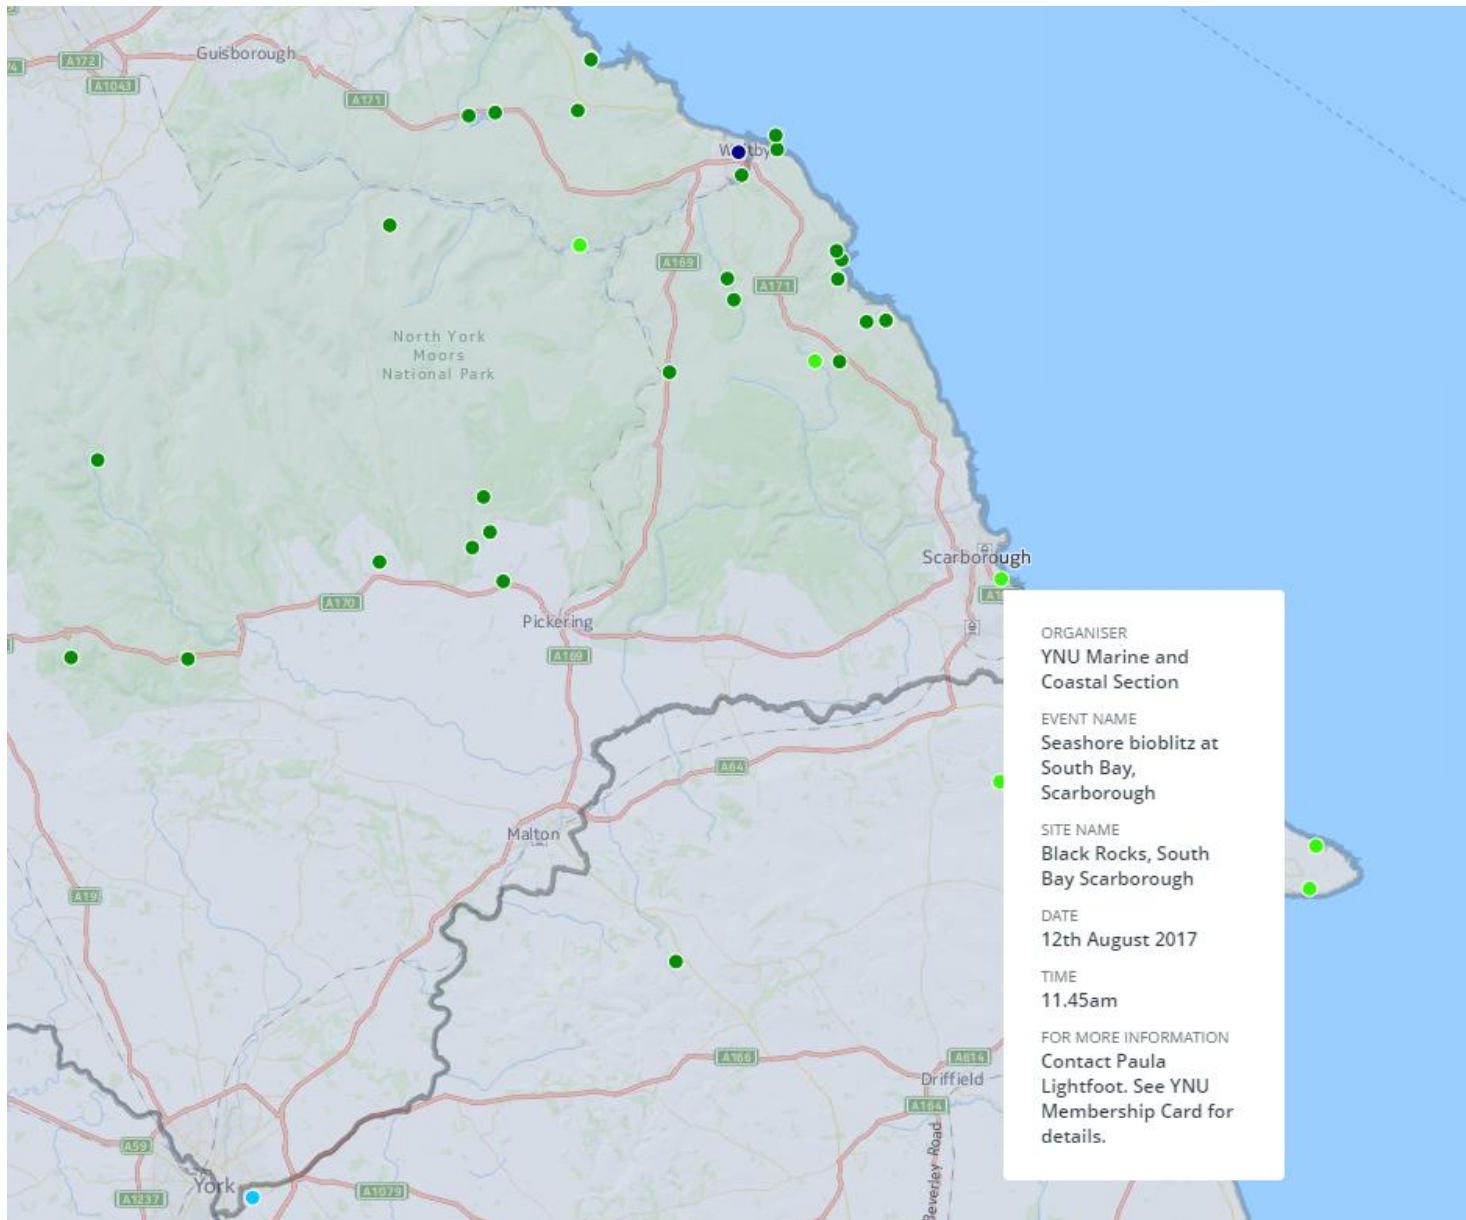 Guisborough
A172
A1043
A171
Whitby
A169
A171
North York
Moors
National Park
Scarborough
A170
Pickering
A169
A64
Malton
A19
A166
A614
Driffield
A164
Beverley Road
A59
York
A1237
A1079
ORGANISER
YNU Marine and
Coastal Section
EVENT NAME
Seashore bioblitz at
South Bay,
Scarborough
SITE NAME
Black Rocks, South
Bay Scarborough
DATE
12th August 2017
TIME
11.45am
FOR MORE INFORMATION
Contact Paula
Lightfoot. See YNU
Membership Card for
details.